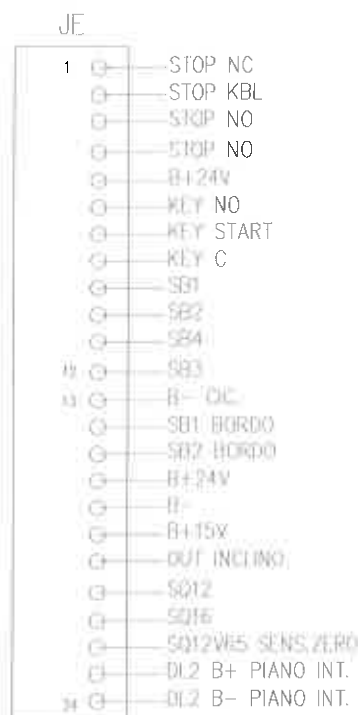 JE
1 STOP NC
STOP KBL
STOP NO
STOP NO
B+24V
KEY NO
KEY START
KEY C
SB1
SB2
SB4
12 SB3
13 B- CIC.
SB1 BORDO
SB2 BORDO
B+24V
B-
B+15V
OUT INCLINO.
SQ12
SQ16
SENS.ZERO
DL2 B+ PIANO INT.
24 DL2 B- PIANO INT.